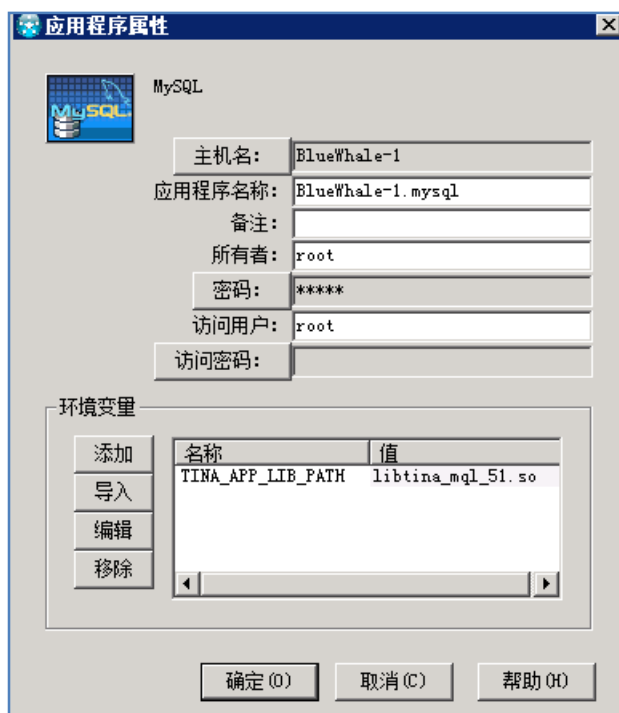 应用程序属性
MySQL
MySQL
主机名: BlueWhale-1
应用程序名称: BlueWhale-1.mysql
备注:
所有者: root
密码: *****
访问用户: root
访问密码:
环境变量
添加
导入
编辑
移除
名称 值
TINA_APP_LIB_PATH libtina_mql_51.so
确定(O) 取消(C) 帮助(H)